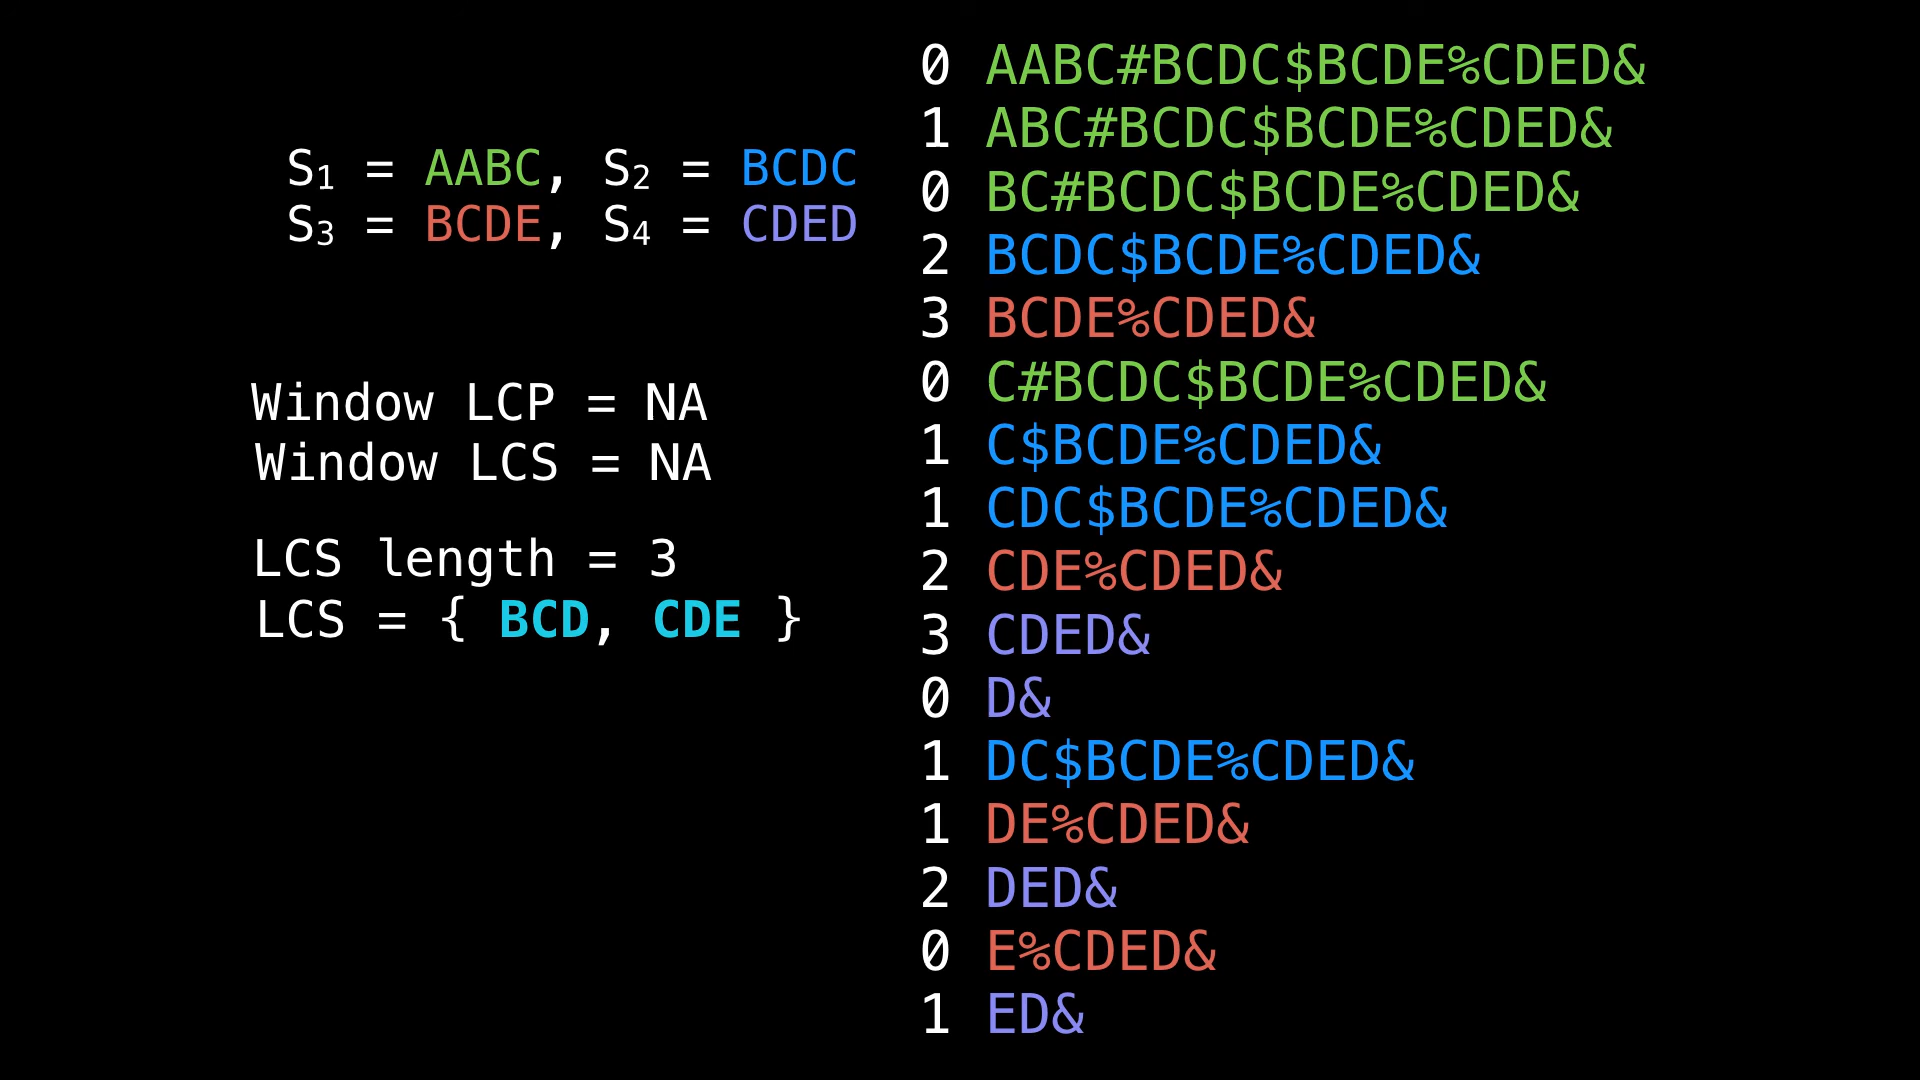 S₁ = AABC, S₂ = BCDC
S₃ = BCDE, S₄ = CDED
Window LCP = NA
Window LCS = NA
LCS length = 3
LCS = { BCD, CDE }
0 AABC#BCDC$BCDE%CDED&
1 ABC#BCDC$BCDE%CDED&
0 BC#BCDC$BCDE%CDED&
2 BCDC$BCDE%CDED&
3 BCDE%CDED&
0 C#BCDC$BCDE%CDED&
1 C$BCDE%CDED&
1 CDC$BCDE%CDED&
2 CDE%CDED&
3 CDED&
0 D&
1 DC$BCDE%CDED&
1 DE%CDED&
2 DED&
0 E%CDED&
1 ED&